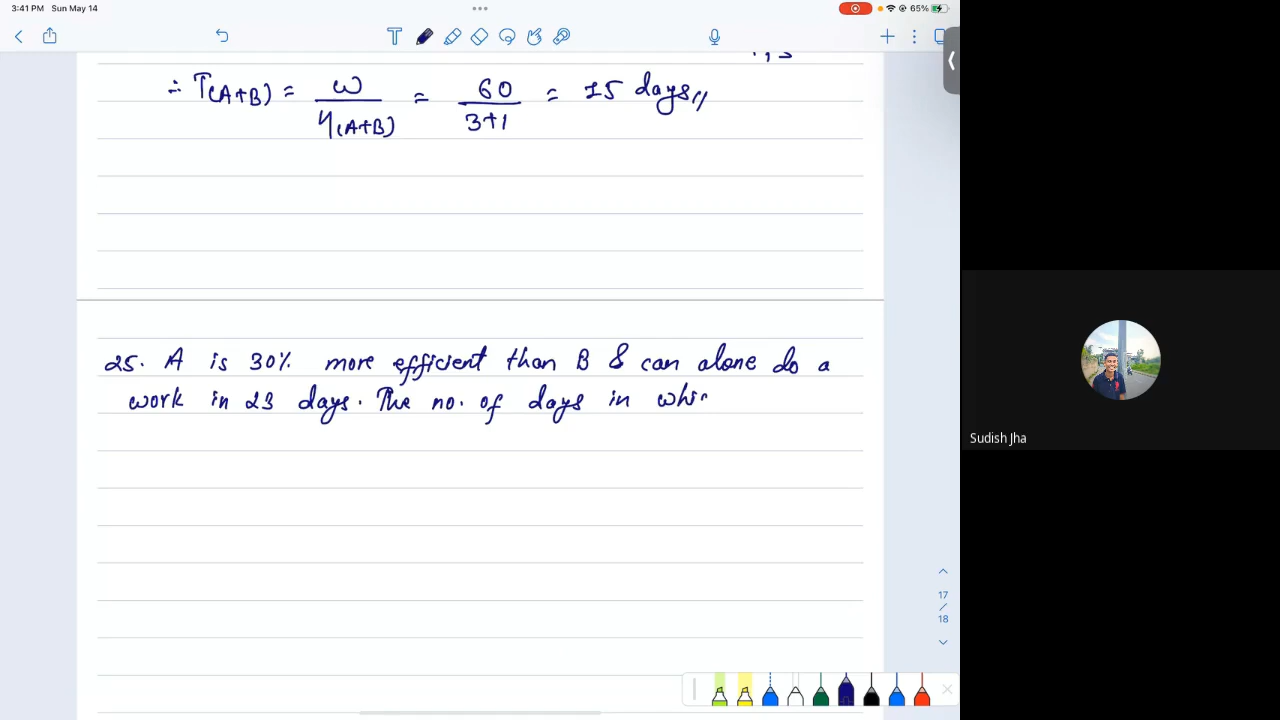 3:41 PM Sun May 14
65%
∴ T(A+B) = W / η(A+B) = 60 / 3+1 = 15 days
25. A is 30% more efficient than B & can alone do a
work in 23 days. The no. of days in whi
17
/
18
Sudish Jha